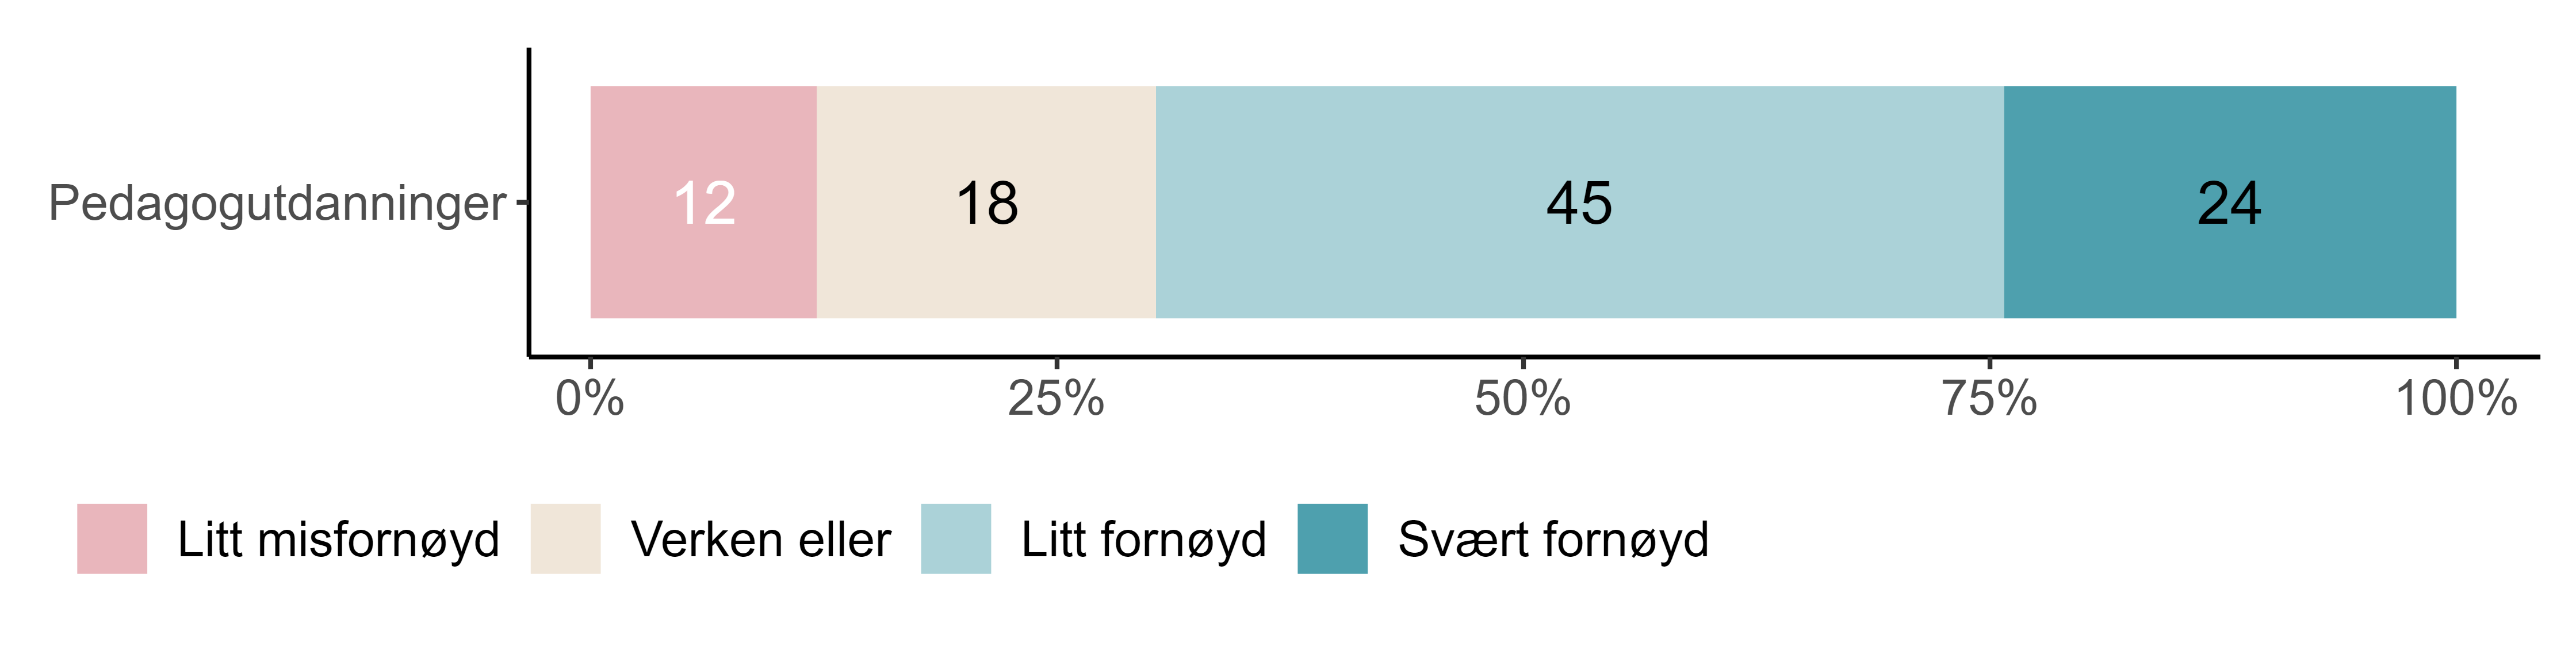 Pedagogutdanninger 12 18 45 24
0% 25% 50% 75% 100%
Litt misfornøyd Verken eller Litt fornøyd Svært fornøyd